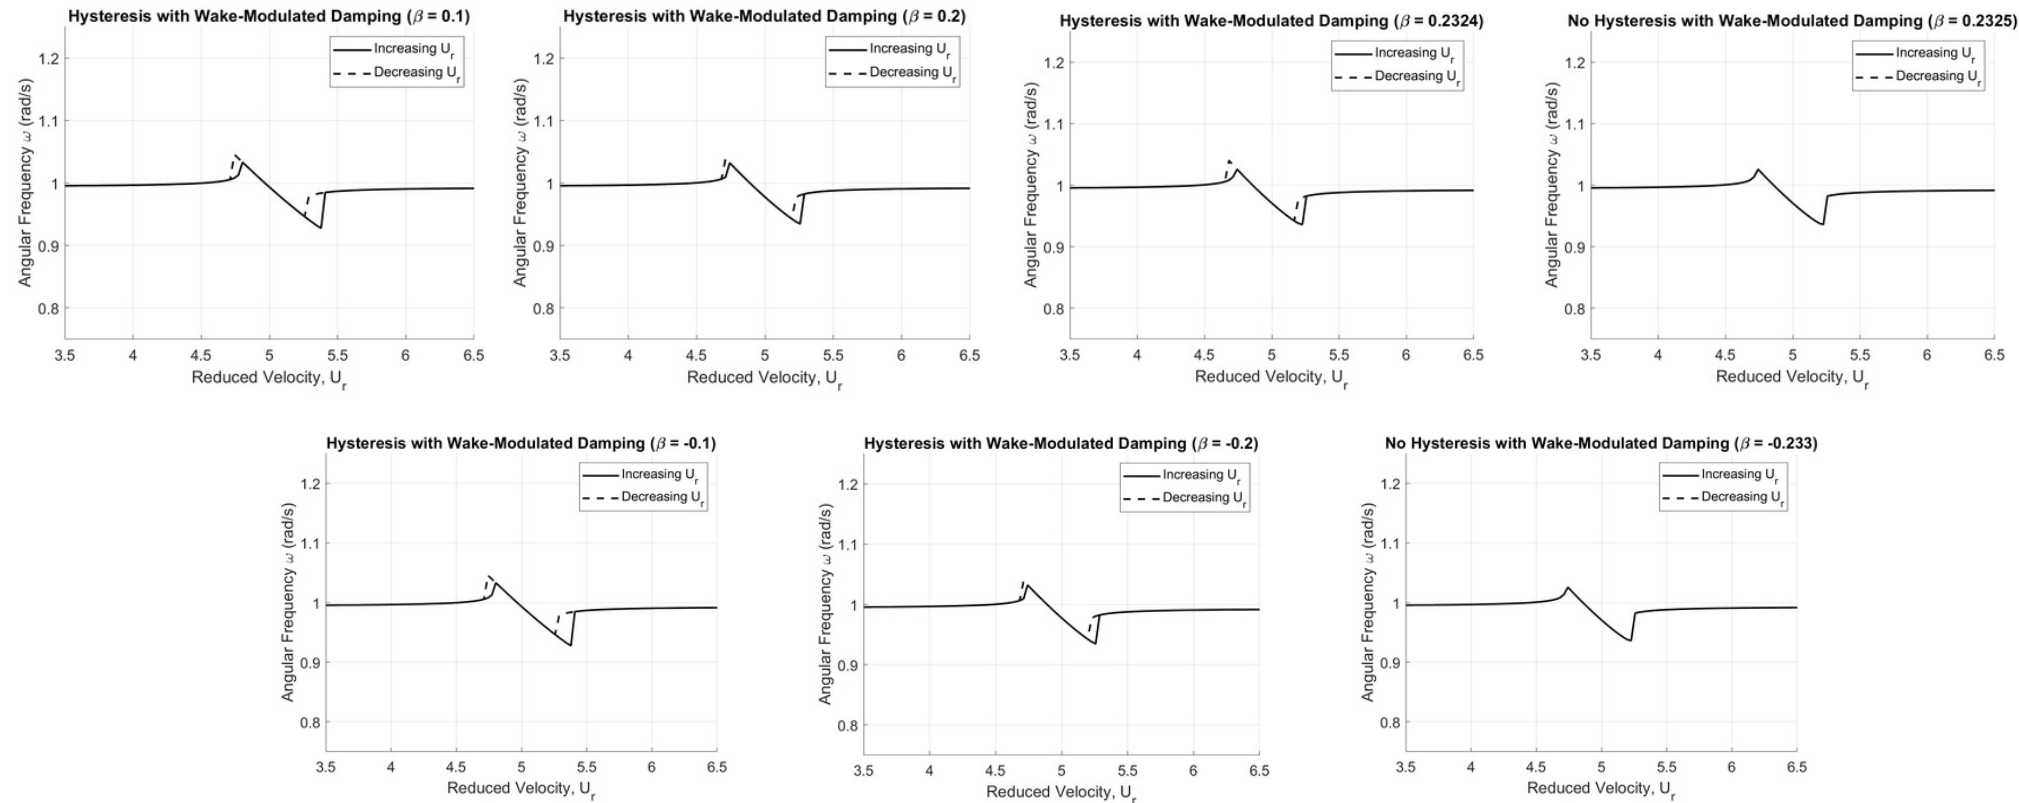 Hysteresis with Wake-Modulated Damping (β = 0.1)
Increasing Ur
Decreasing Ur
Angular Frequency ω (rad/s)
1.2
1.1
1
0.9
0.8
3.5 4 4.5 5 5.5 6 6.5
Reduced Velocity, Ur
Hysteresis with Wake-Modulated Damping (β = 0.2)
Increasing Ur
Decreasing Ur
Angular Frequency ω (rad/s)
1.2
1.1
1
0.9
0.8
3.5 4 4.5 5 5.5 6 6.5
Reduced Velocity, Ur
Hysteresis with Wake-Modulated Damping (β = 0.2324)
Increasing Ur
Decreasing Ur
Angular Frequency ω (rad/s)
1.2
1.1
1
0.9
0.8
3.5 4 4.5 5 5.5 6 6.5
Reduced Velocity, Ur
No Hysteresis with Wake-Modulated Damping (β = 0.2325)
Increasing Ur
Decreasing Ur
Angular Frequency ω (rad/s)
1.2
1.1
1
0.9
0.8
3.5 4 4.5 5 5.5 6 6.5
Reduced Velocity, Ur
Hysteresis with Wake-Modulated Damping (β = -0.1)
Increasing Ur
Decreasing Ur
Angular Frequency ω (rad/s)
1.2
1.1
1
0.9
0.8
3.5 4 4.5 5 5.5 6 6.5
Reduced Velocity, Ur
Hysteresis with Wake-Modulated Damping (β = -0.2)
Increasing Ur
Decreasing Ur
Angular Frequency ω (rad/s)
1.2
1.1
1
0.9
0.8
3.5 4 4.5 5 5.5 6 6.5
Reduced Velocity, Ur
No Hysteresis with Wake-Modulated Damping (β = -0.233)
Increasing Ur
Decreasing Ur
Angular Frequency ω (rad/s)
1.2
1.1
1
0.9
0.8
3.5 4 4.5 5 5.5 6 6.5
Reduced Velocity, Ur